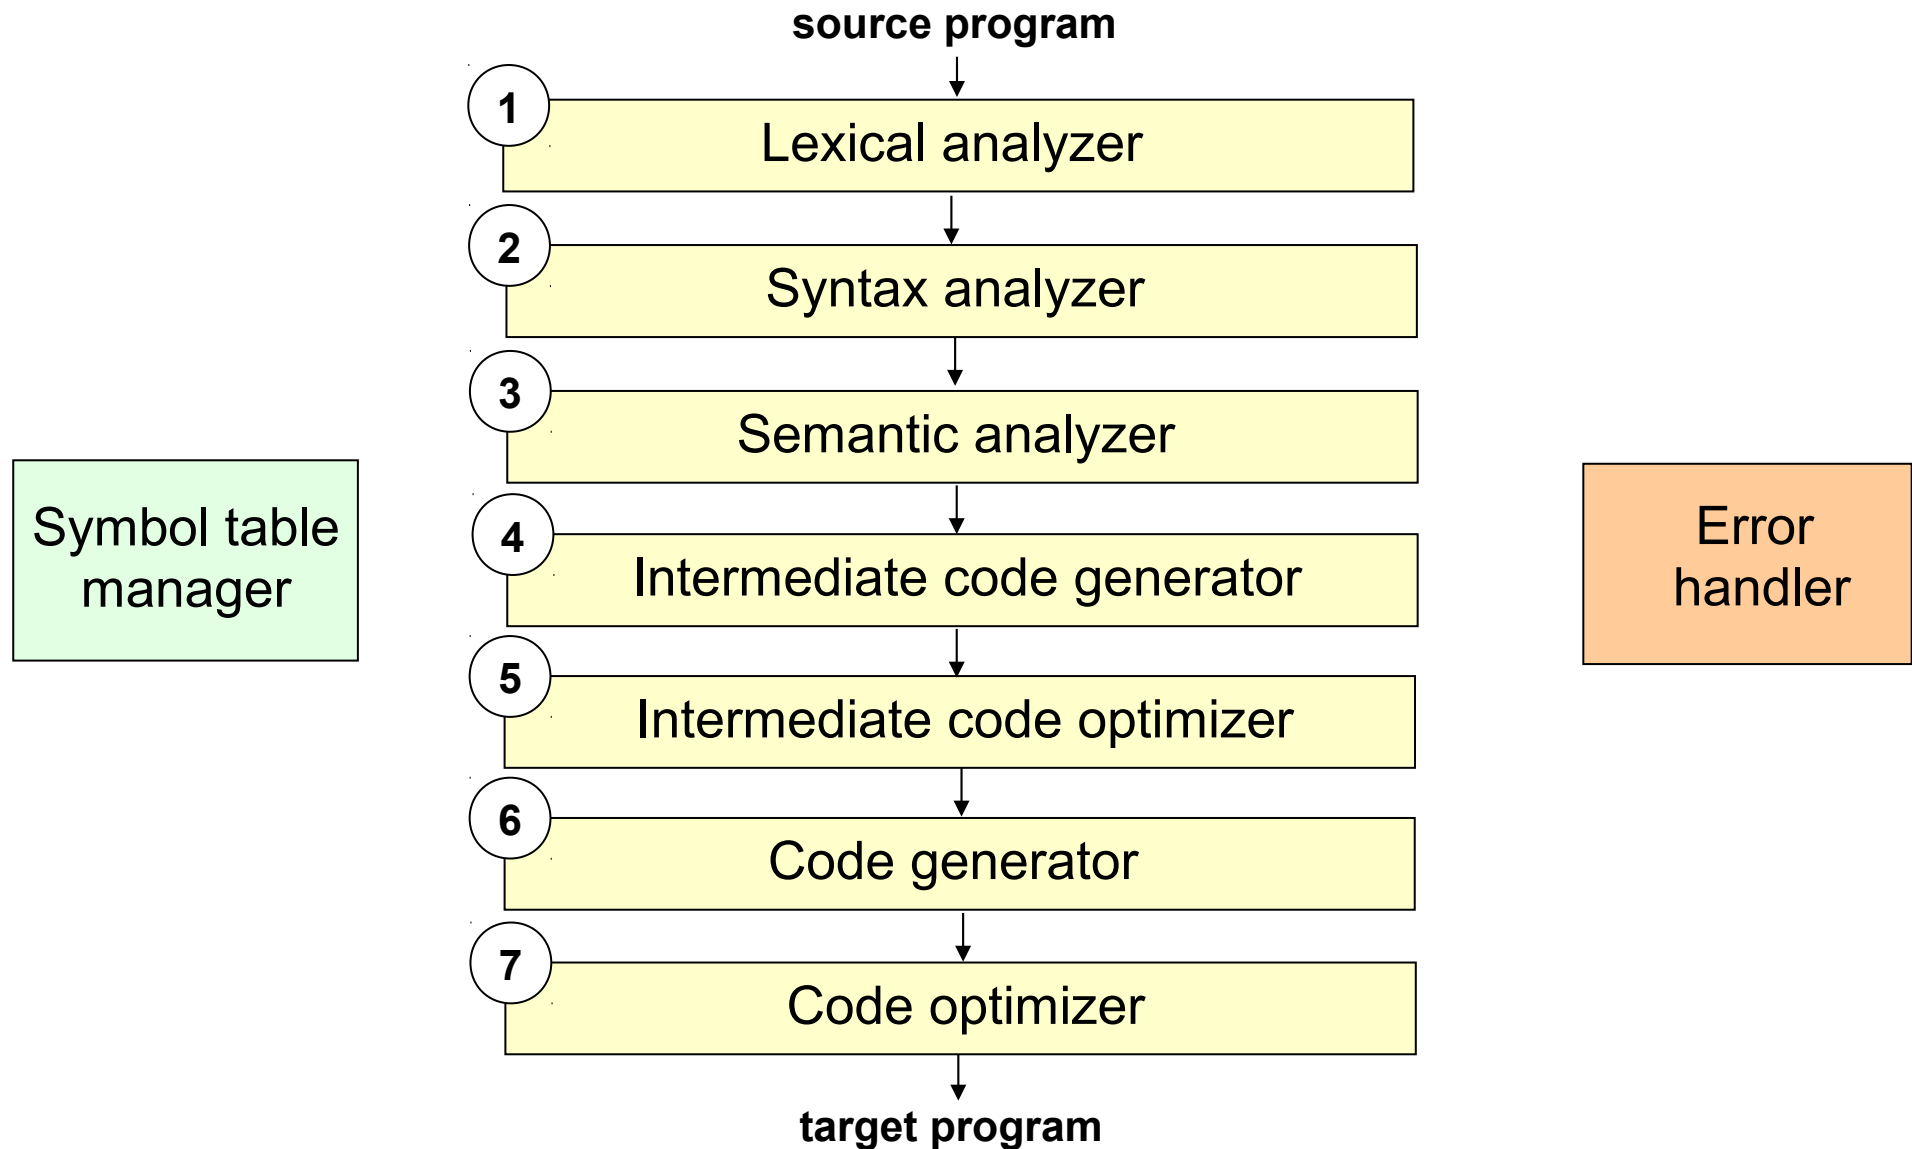 source program
1
Lexical analyzer
2
Syntax analyzer
3
Semantic analyzer
Symbol table
manager
Error
handler
4
Intermediate code generator
5
Intermediate code optimizer
6
Code generator
7
Code optimizer
target program